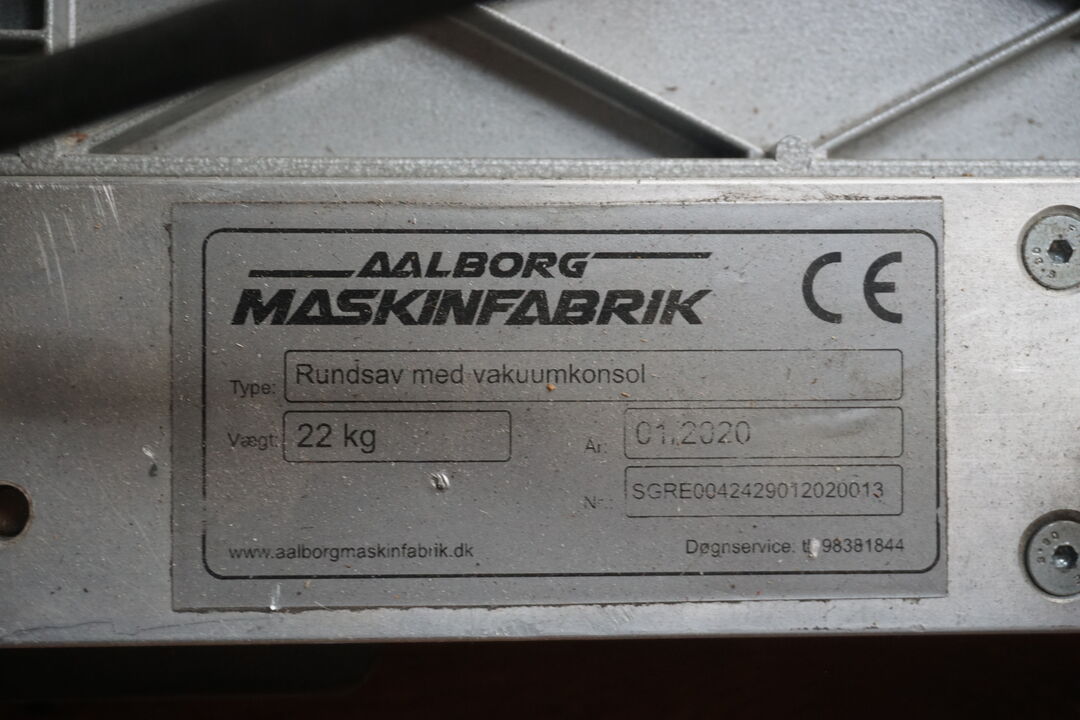 AALBORG
MASKINFABRIK
CE
Type: Rundsav med vakuumkonsol
Vægt: 22 kg
År: 01.2020
Nr. SGRE0042429012020013
www.aalborgmaskinfabrik.dk
Døgnservice: 98381844